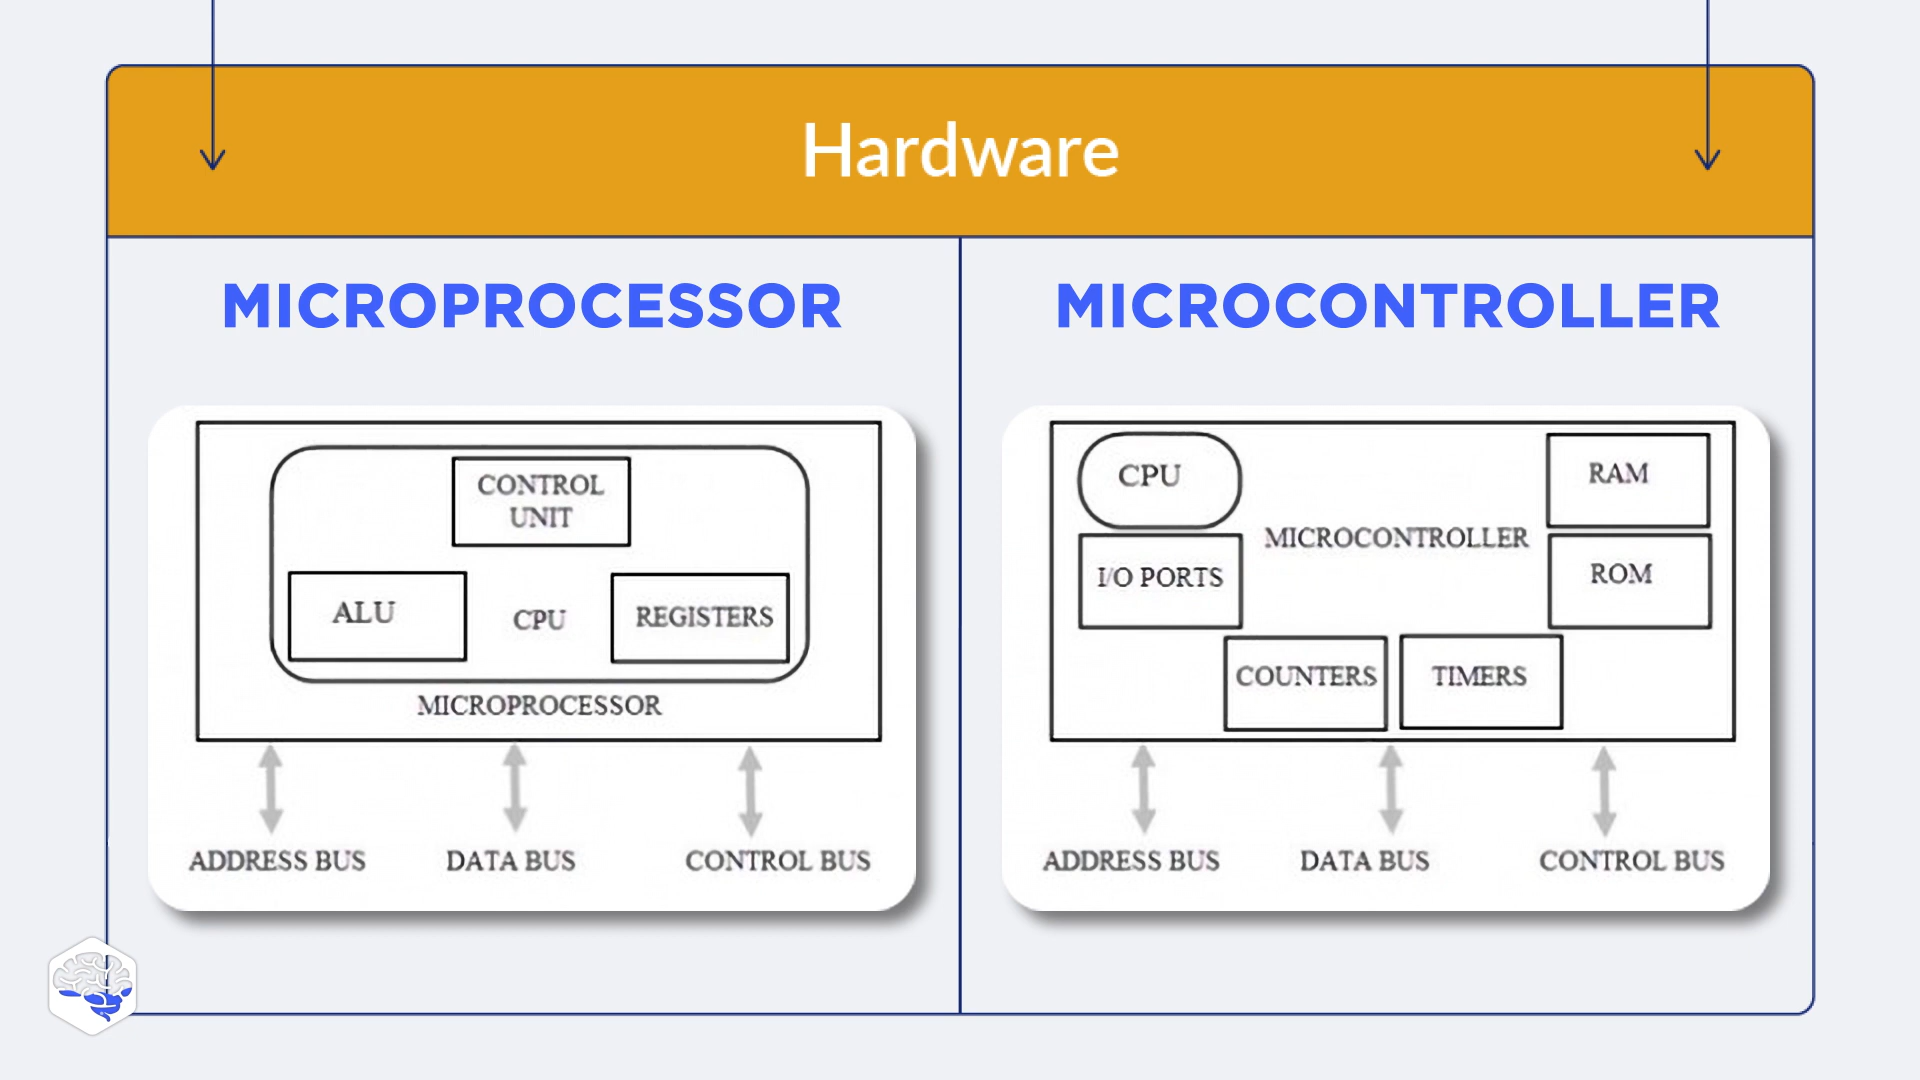 Hardware
MICROPROCESSOR
CONTROL
UNIT
ALU
CPU
REGISTERS
MICROPROCESSOR
ADDRESS BUS
DATA BUS
CONTROL BUS
MICROCONTROLLER
CPU
RAM
MICROCONTROLLER
I/O PORTS
ROM
COUNTERS
TIMERS
ADDRESS BUS
DATA BUS
CONTROL BUS